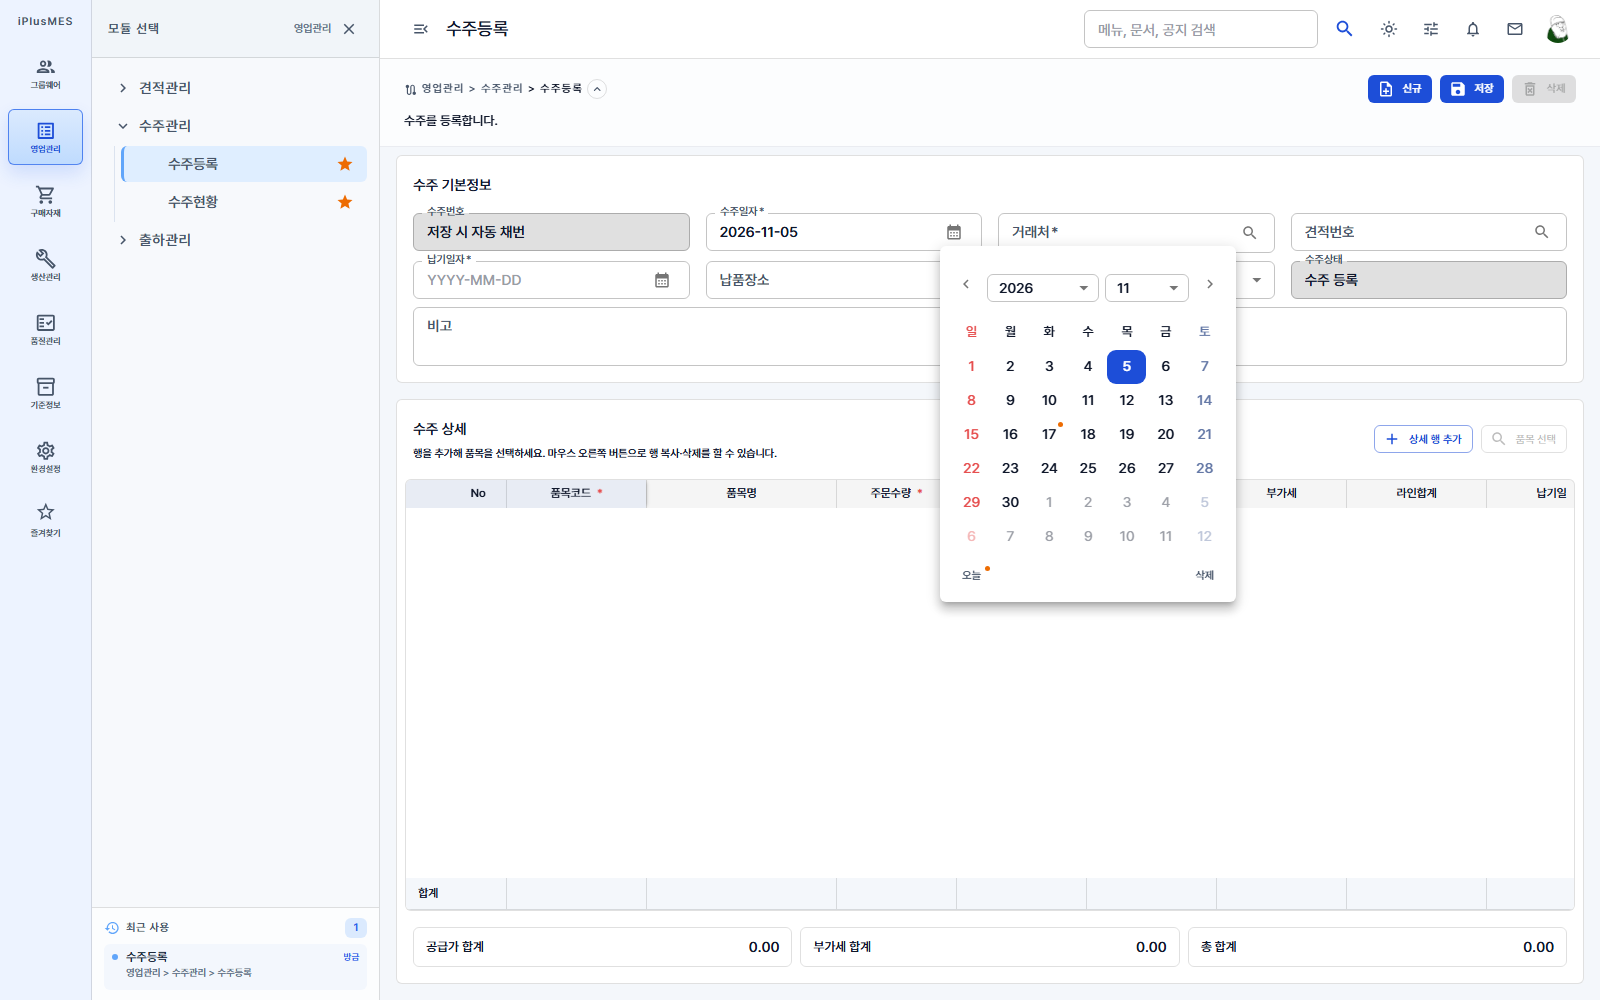 iPlusMES
그룹웨어
영업관리
구매자재
생산관리
품질관리
기준정보
환경설정
즐겨찾기
모듈 선택
영업관리
견적관리
수주관리
수주등록
수주현황
출하관리
최근 사용
1
수주등록
방금
영업관리 > 수주관리 > 수주등록
수주등록
메뉴, 문서, 공지 검색
영업관리 > 수주관리 > 수주등록
신규
저장
삭제
수주를 등록합니다.
수주 기본정보
수주번호
저장 시 자동 채번
수주일자*
2026-11-05
거래처*
견적번호
납기일자*
YYYY-MM-DD
납품장소
수주상태
수주 등록
비고
2026
11
일 월 화 수 목 금 토
1 2 3 4 5 6 7
8 9 10 11 12 13 14
15 16 17 18 19 20 21
22 23 24 25 26 27 28
29 30 1 2 3 4 5
6 7 8 9 10 11 12
오늘
삭제
수주 상세
행을 추가해 품목을 선택하세요. 마우스 오른쪽 버튼으로 행 복사·삭제를 할 수 있습니다.
상세 행 추가
품목 선택
No 품목코드 * 품목명 주문수량 * 부가세 라인합계 납기일
합계
공급가 합계 0.00
부가세 합계 0.00
총 합계 0.00